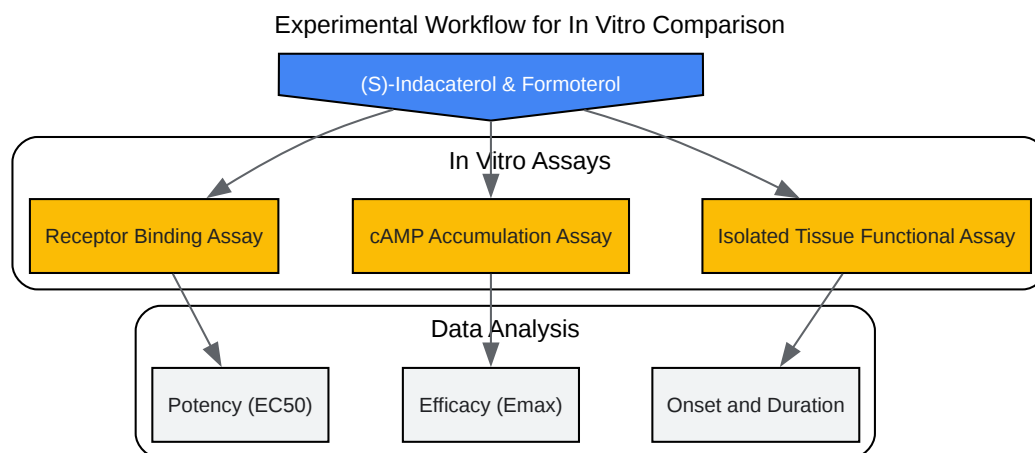 Experimental Workflow for In Vitro Comparison
(S)-Indacaterol & Formoterol
In Vitro Assays
Receptor Binding Assay
cAMP Accumulation Assay
Isolated Tissue Functional Assay
Data Analysis
Potency (EC50)
Efficacy (Emax)
Onset and Duration